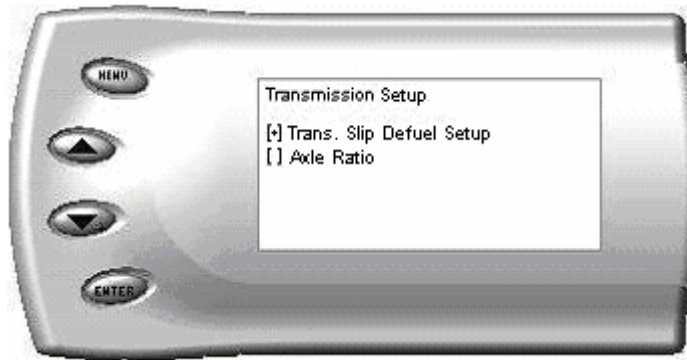 MENU
Transmission Setup
[+] Trans. Slip Defuel Setup
[ ] Axle Ratio
ENTER